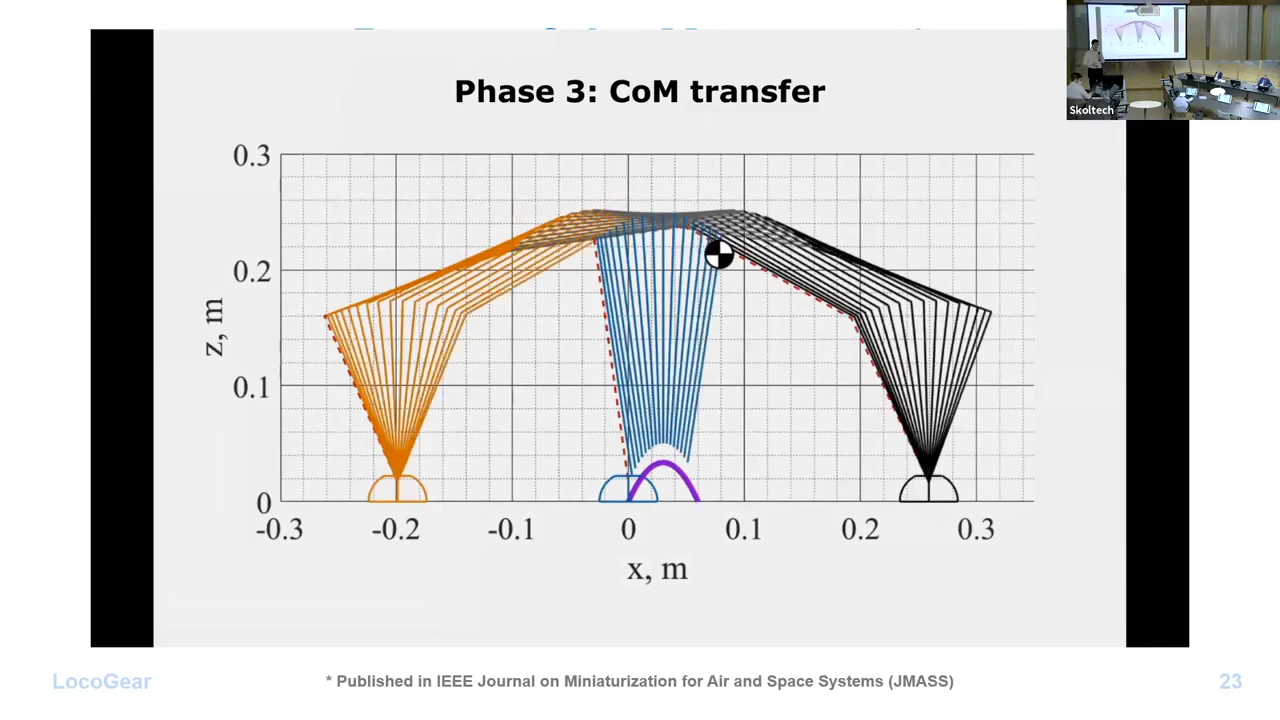 Skoltech
Phase 3: CoM transfer
0.3
0.2
0.1
0
z, m
-0.3 -0.2 -0.1 0 0.1 0.2 0.3
x, m
LocoGear
* Published in IEEE Journal on Miniaturization for Air and Space Systems (JMASS)
23